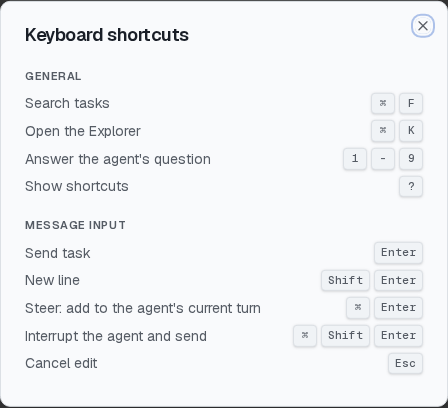 Keyboard shortcuts
GENERAL
Search tasks ⌘ F
Open the Explorer ⌘ K
Answer the agent's question 1 - 9
Show shortcuts ?
MESSAGE INPUT
Send task Enter
New line Shift Enter
Steer: add to the agent's current turn ⌘ Enter
Interrupt the agent and send ⌘ Shift Enter
Cancel edit Esc